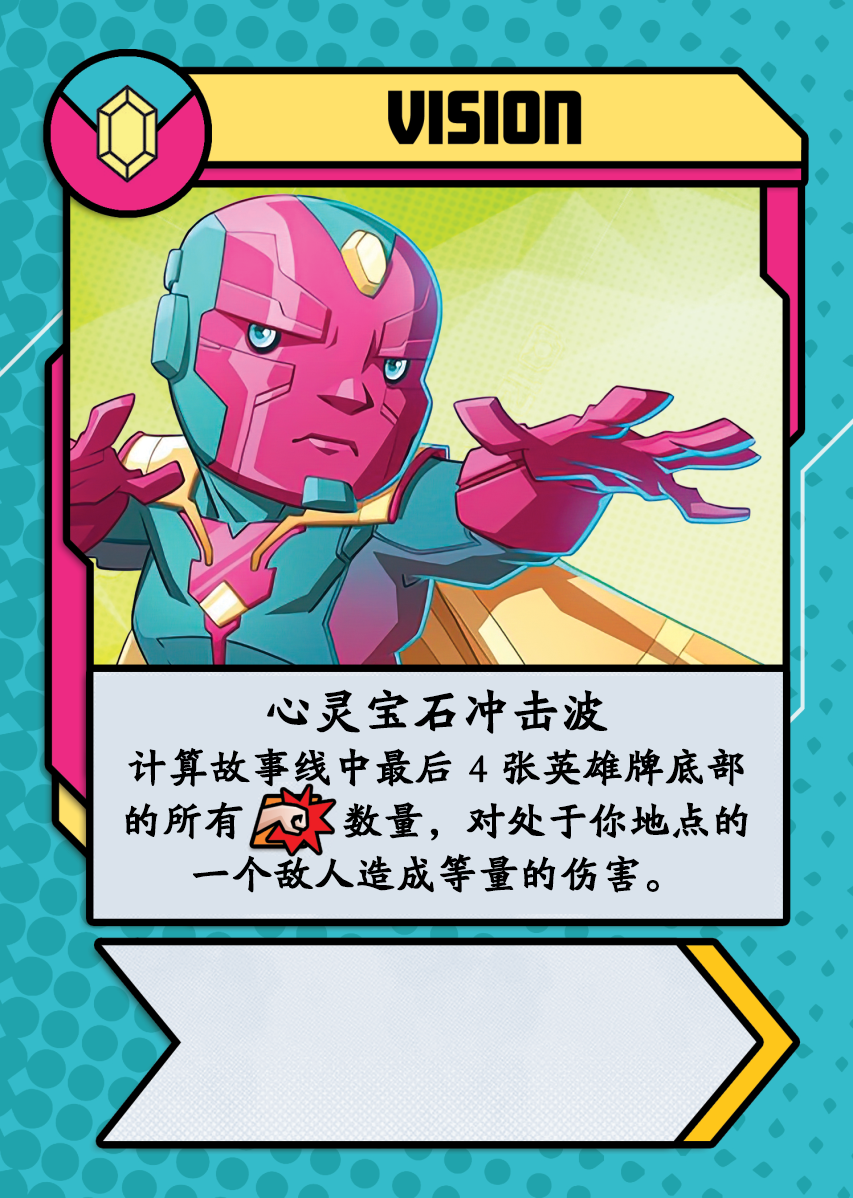 VISION
心灵宝石冲击波
计算故事线中最后 4 张英雄牌底部
的所有 数量，对处于你地点的
一个敌人造成等量的伤害。